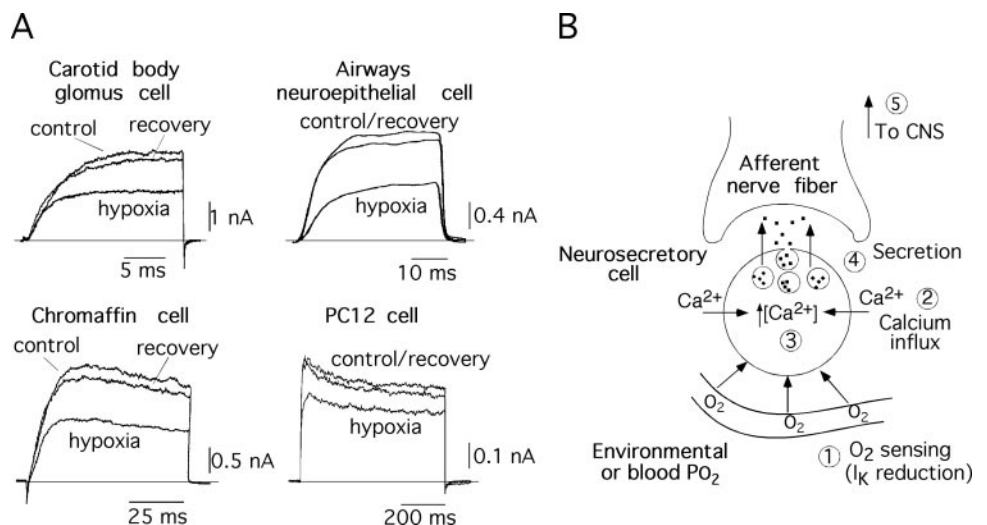 A
Carotid body
glomus cell
control
recovery
hypoxia
1 nA
5 ms
Airways
neuroepithelial cell
control/recovery
hypoxia
0.4 nA
10 ms
Chromaffin cell
control
recovery
hypoxia
0.5 nA
25 ms
PC12 cell
control/recovery
hypoxia
0.1 nA
200 ms
B
⑤
To CNS
Afferent
nerve fiber
Neurosecretory
cell
④ Secretion
Ca²⁺
↑[Ca²⁺]
③
Ca²⁺ ②
Calcium
influx
O₂
O₂
O₂
Environmental
or blood PO₂
① O₂ sensing
(Iₖ reduction)